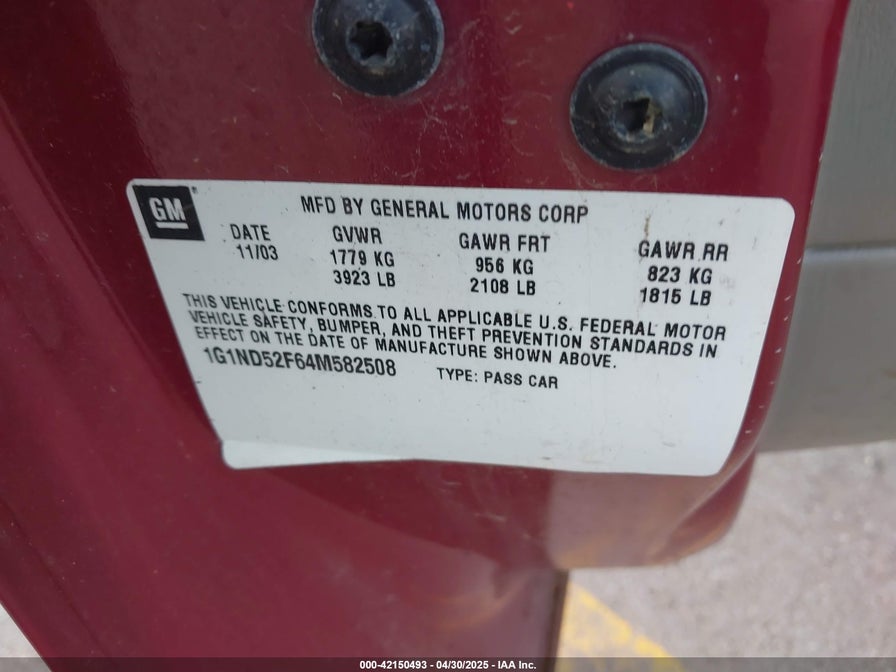 GM
MFD BY GENERAL MOTORS CORP
DATE GVWR GAWR FRT GAWR RR
11/03 1779 KG 956 KG 823 KG
3923 LB 2108 LB 1815 LB
THIS VEHICLE CONFORMS TO ALL APPLICABLE U.S. FEDERAL MOTOR
VEHICLE SAFETY, BUMPER, AND THEFT PREVENTION STANDARDS IN
EFFECT ON THE DATE OF MANUFACTURE SHOWN ABOVE.
1G1ND52F64M582508 TYPE: PASS CAR
000-42150493 - 04/30/2025 - IAA Inc.